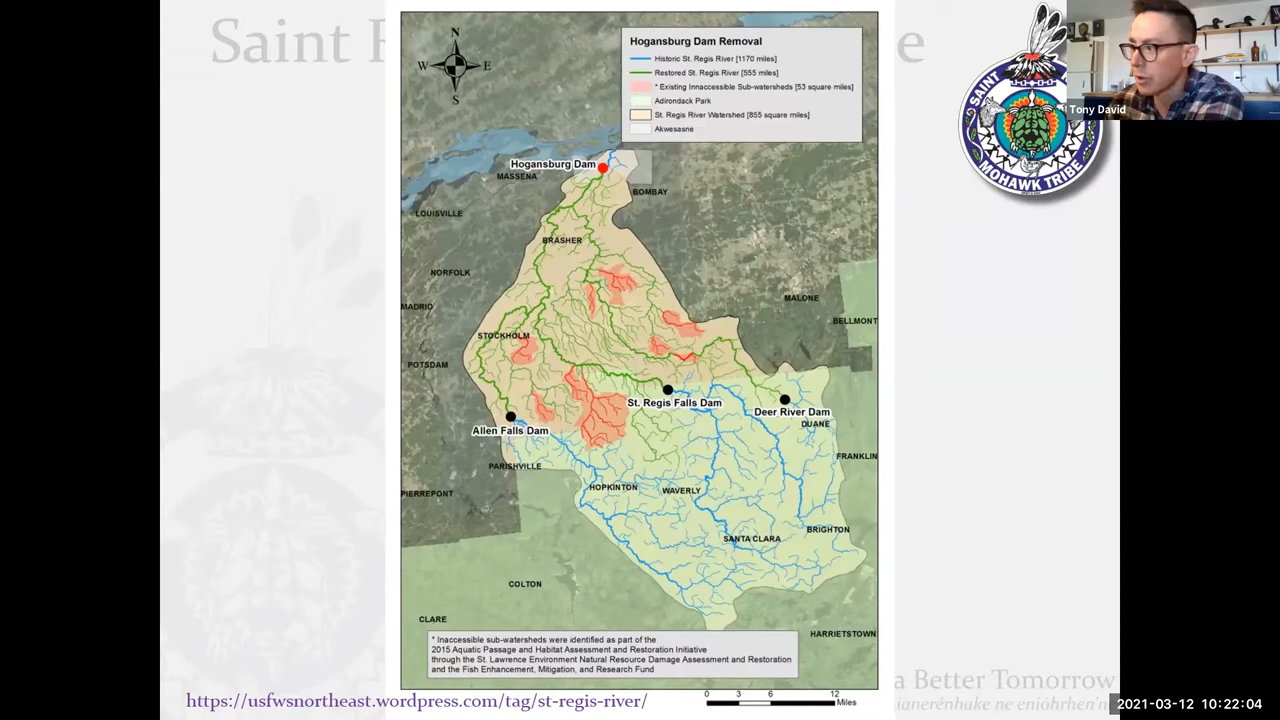 Saint R
e
Hogansburg Dam Removal
Historic St. Regis River [1170 miles]
Restored St. Regis River [555 miles]
* Existing Innaccessible Sub-watersheds [53 square miles]
Adirondack Park
St. Regis River Watershed [855 square miles]
Akwesasne
N
W E
S
SAINT
MOHAWK TRIBE
Tony David
Hogansburg Dam
MASSENA
BOMBAY
LOUISVILLE
BRASHER
NORFOLK
MALONE
MADRID
BELLMONT
STOCKHOLM
POTSDAM
St. Regis Falls Dam
Deer River Dam
DUANE
Allen Falls Dam
FRANKLIN
PARISHVILLE
HOPKINTON
WAVERLY
PIERREPONT
BRIGHTON
SANTA CLARA
COLTON
CLARE
HARRIETSTOWN
* Inaccessible sub-watersheds were identified as part of the
2015 Aquatic Passage and Habitat Assessment and Restoration Initiative
through the St. Lawrence Environment Natural Resource Damage Assessment and Restoration
and the Fish Enhancement, Mitigation, and Research Fund
a Better Tomorrow
https://usfwsnortheast.wordpress.com/tag/st-regis-river/
0 3 6 12
Miles
2021-03-12 10:22:04